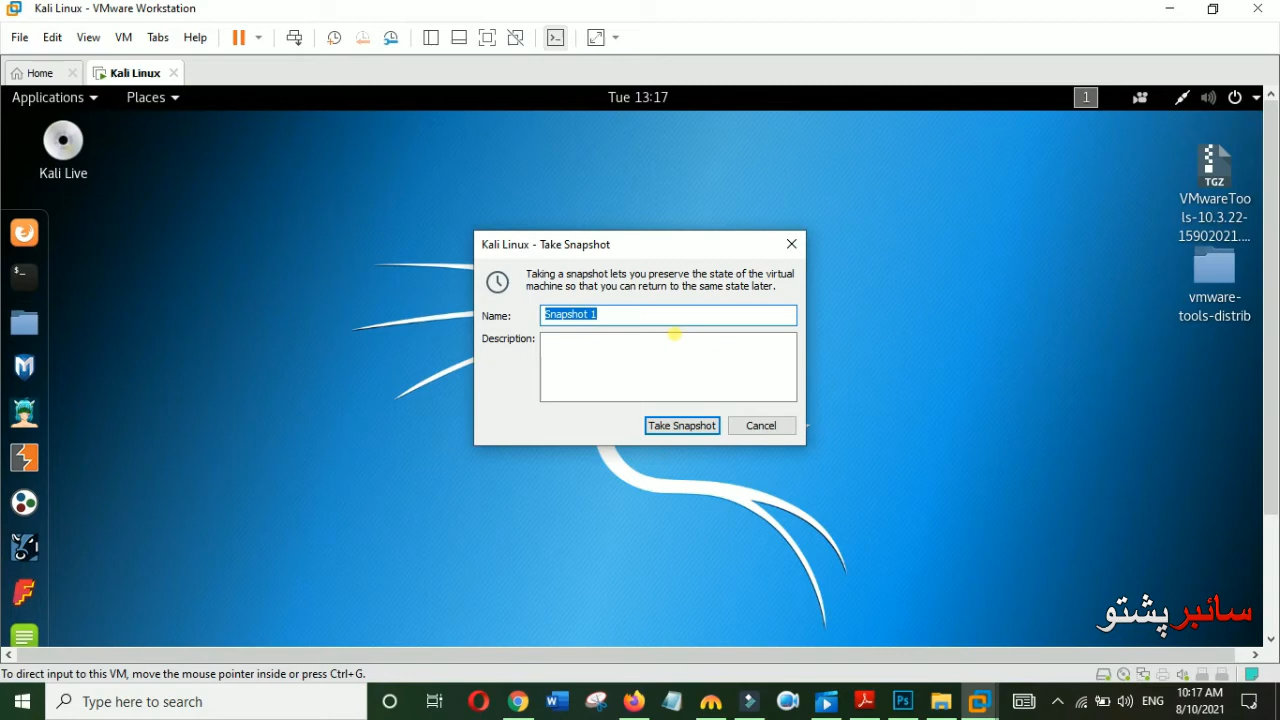 Kali Linux - VMware Workstation
File Edit View VM Tabs Help
Home
Kali Linux
Applications Places Tue 13:17 1
Kali Live
TGZ
VMwareToo
ls-10.3.22-
15902021....
vmware-
tools-distrib
Kali Linux - Take Snapshot
Taking a snapshot lets you preserve the state of the virtual
machine so that you can return to the same state later.
Name: Snapshot 1
Description:
Take Snapshot Cancel
سائبر پشتو
To direct input to this VM, move the mouse pointer inside or press Ctrl+G.
Type here to search
ENG
10:17 AM
8/10/2021